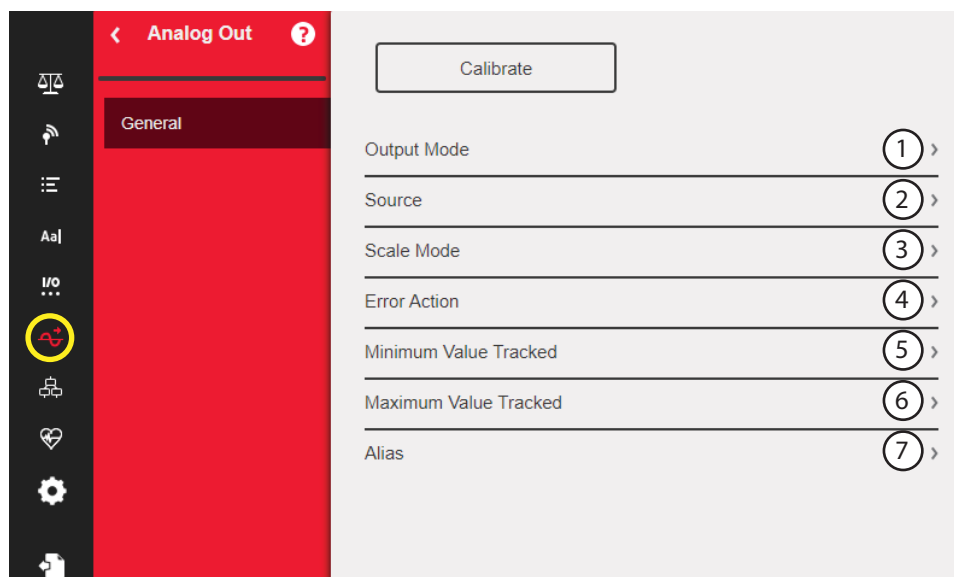 Analog Out ?
Calibrate
General
Output Mode 1
Source 2
Aa
Scale Mode 3
I/O
Error Action 4
Minimum Value Tracked 5
Maximum Value Tracked 6
Alias 7